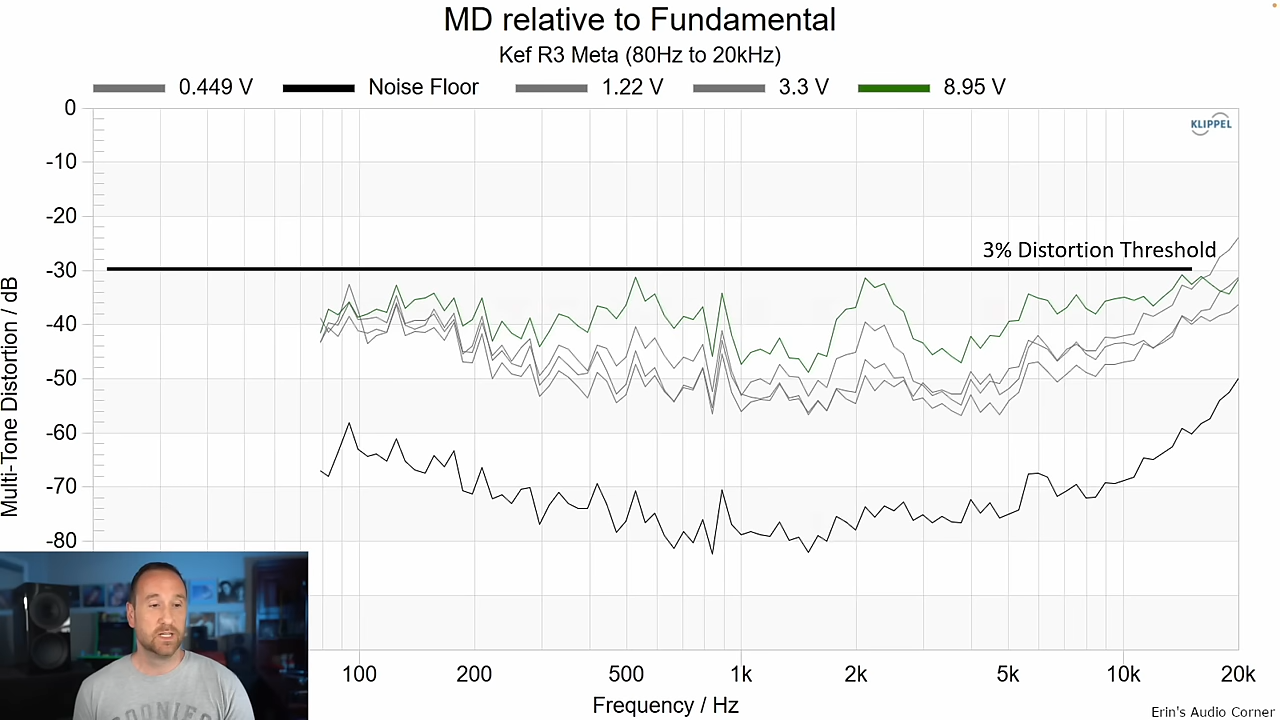 MD relative to Fundamental
Kef R3 Meta (80Hz to 20kHz)
0.449 V Noise Floor 1.22 V 3.3 V 8.95 V
KLIPPEL
3% Distortion Threshold
Multi-Tone Distortion / dB
0
-10
-20
-30
-40
-50
-60
-70
-80
100 200 500 1k 2k 5k 10k 20k
Frequency / Hz
Erin's Audio Corner